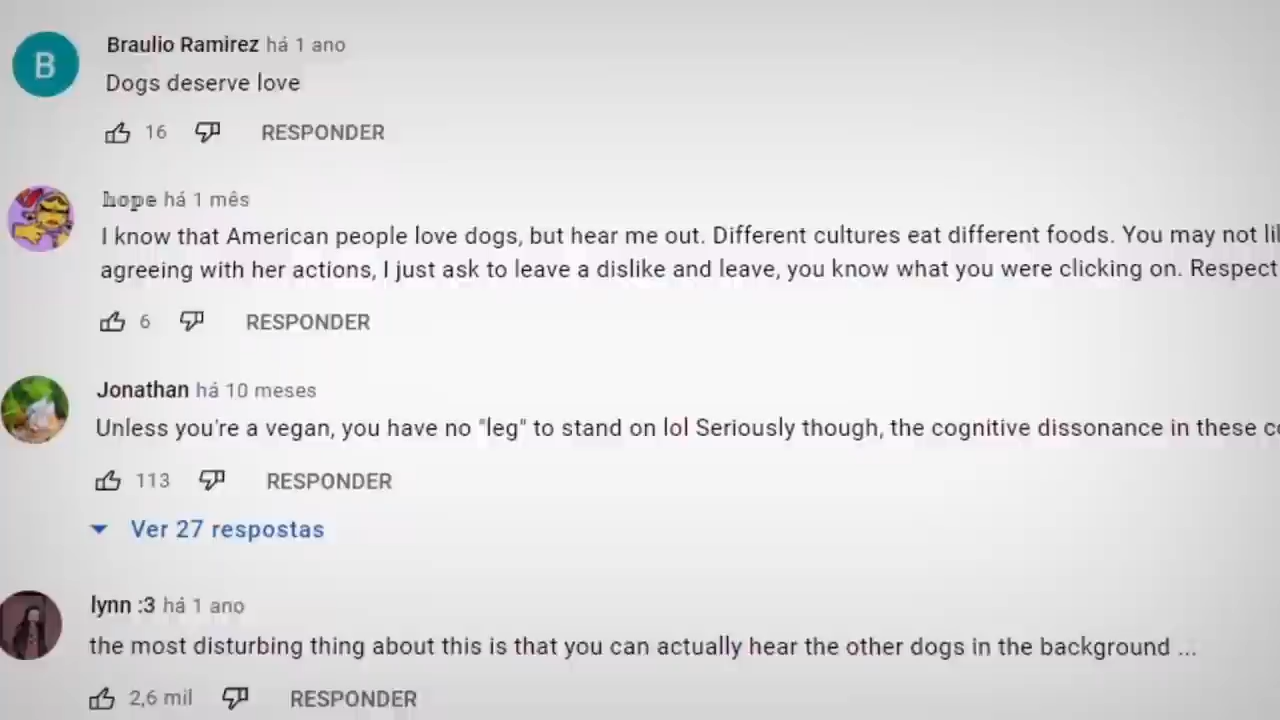 B
Braulio Ramirez há 1 ano
Dogs deserve love
16 RESPONDER
hope há 1 mês
I know that American people love dogs, but hear me out. Different cultures eat different foods. You may not
agreeing with her actions, I just ask to leave a dislike and leave, you know what you were clicking on. Respect
6 RESPONDER
Jonathan há 10 meses
Unless you're a vegan, you have no "leg" to stand on lol Seriously though, the cognitive dissonance in these
113 RESPONDER
Ver 27 respostas
lynn :3 há 1 ano
the most disturbing thing about this is that you can actually hear the other dogs in the background ...
2,6 mil RESPONDER